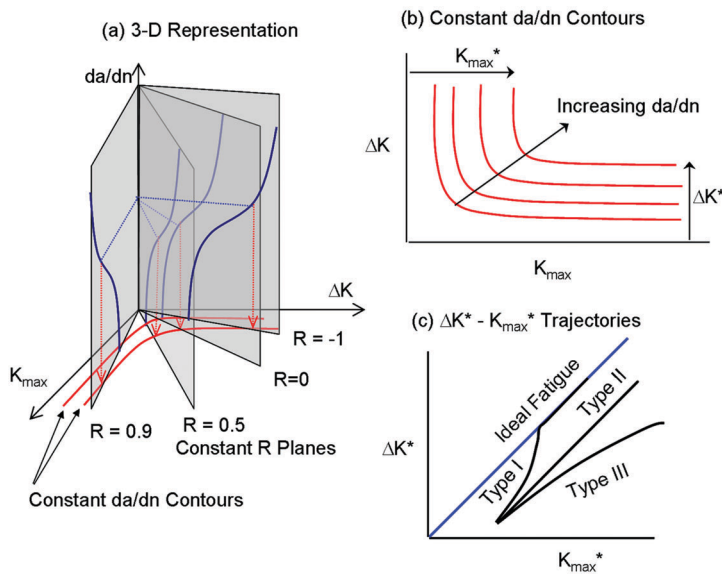 (a) 3-D Representation
da/dn
ΔK
K_max
R = -1
R=0
R = 0.5
R = 0.9
Constant R Planes
Constant da/dn Contours
(b) Constant da/dn Contours
K_max*
Increasing da/dn
ΔK
ΔK*
K_max
(c) ΔK* - K_max* Trajectories
Ideal Fatigue
Type II
Type I
Type III
ΔK*
K_max*